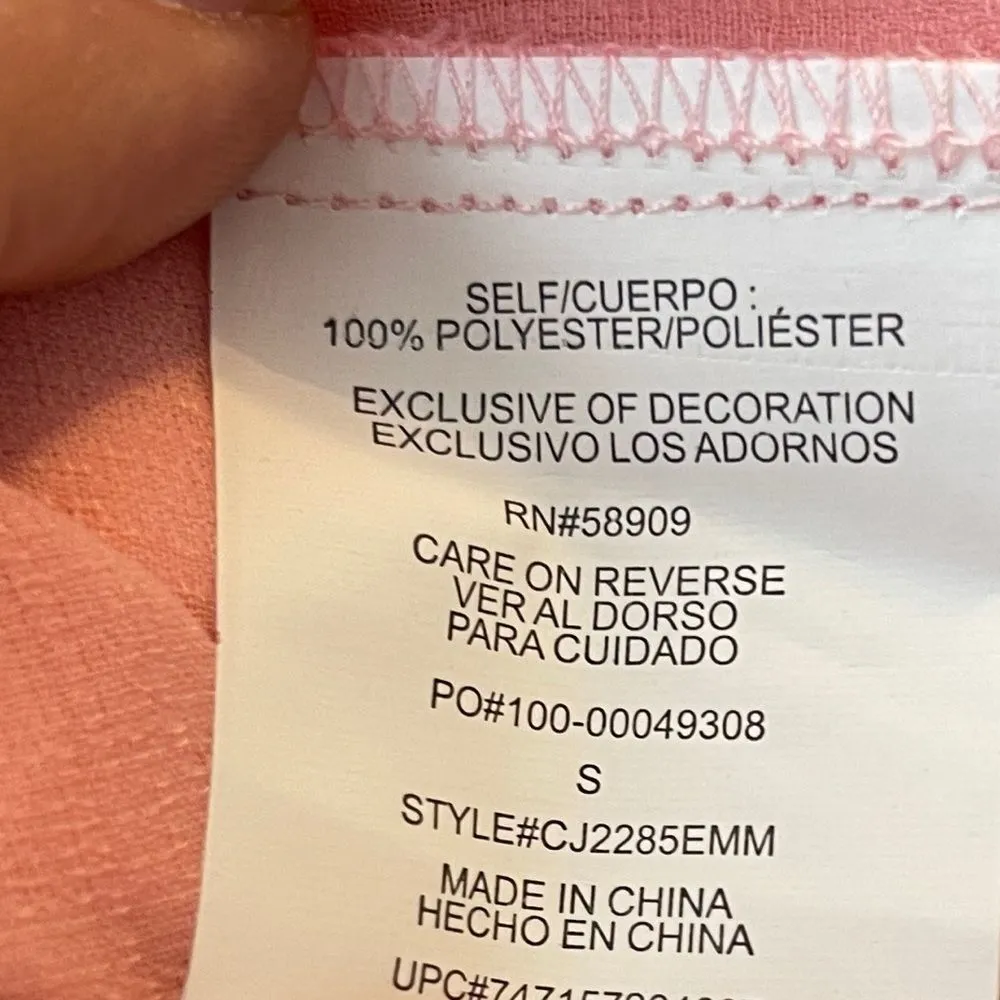 SELF/CUERPO :
100% POLYESTER/POLIÉSTER
EXCLUSIVE OF DECORATION
EXCLUSIVO LOS ADORNOS
RN#58909
CARE ON REVERSE
VER AL DORSO
PARA CUIDADO
PO#100-00049308
S
STYLE#CJ2285EMM
MADE IN CHINA
HECHO EN CHINA